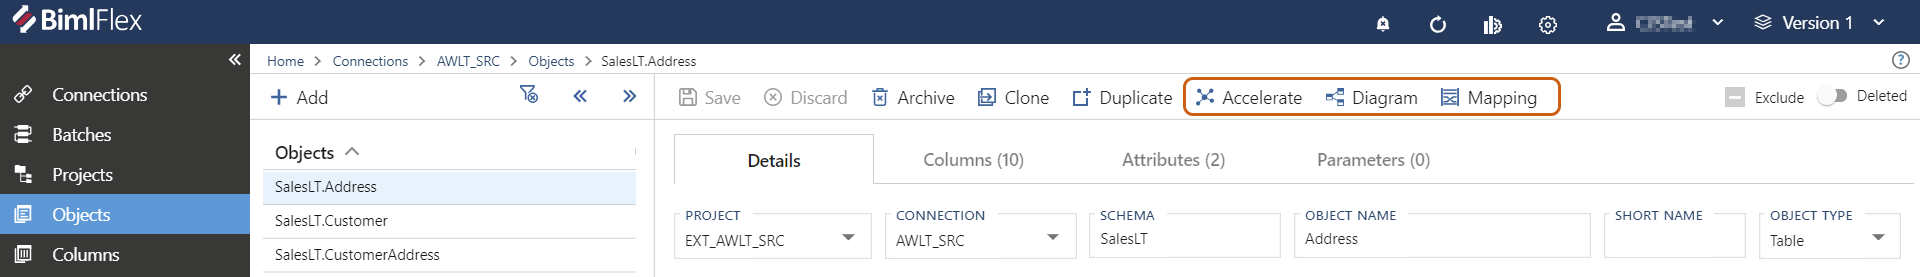 BimlFlex
Version 1
Connections
Batches
Projects
Objects
Columns
Home > Connections > AWLT_SRC > Objects > SalesLT.Address
Add
Save Discard Archive Clone Duplicate Accelerate Diagram Mapping Exclude Deleted
Objects
SalesLT.Address
SalesLT.Customer
SalesLT.CustomerAddress
Details Columns (10) Attributes (2) Parameters (0)
PROJECT CONNECTION SCHEMA OBJECT NAME SHORT NAME OBJECT TYPE
EXT_AWLT_SRC AWLT_SRC SalesLT Address Table